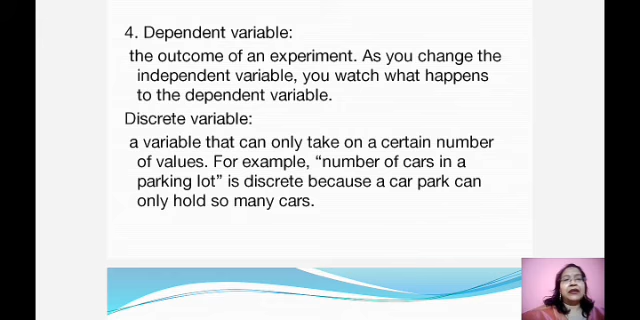 4. Dependent variable:
the outcome of an experiment. As you change the
independent variable, you watch what happens
to the dependent variable.
Discrete variable:
a variable that can only take on a certain number
of values. For example, “number of cars in a
parking lot” is discrete because a car park can
only hold so many cars.